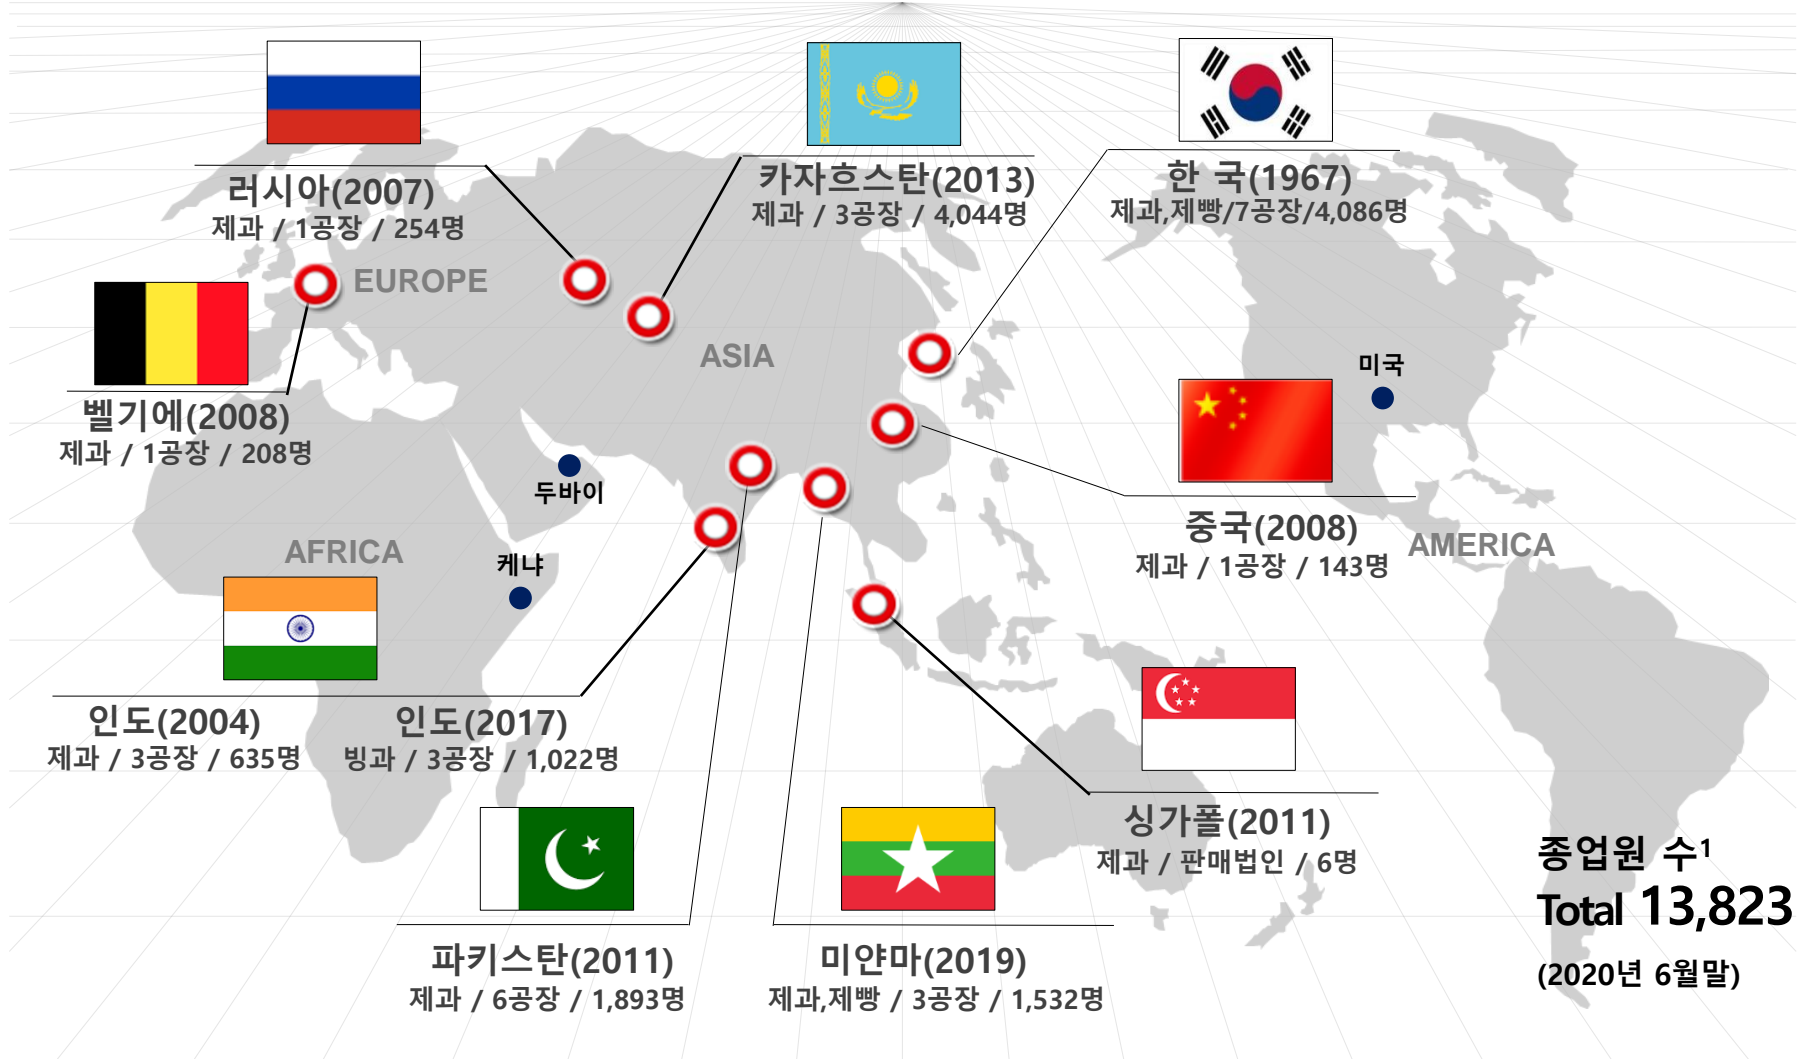 러시아(2007)
제과 / 1공장 / 254명
카자흐스탄(2013)
제과 / 3공장 / 4,044명
한 국(1967)
제과,제빵/7공장/4,086명
EUROPE
ASIA
미국
벨기에(2008)
제과 / 1공장 / 208명
두바이
중국(2008)
제과 / 1공장 / 143명
AMERICA
AFRICA
케냐
인도(2004)
제과 / 3공장 / 635명
인도(2017)
빙과 / 3공장 / 1,022명
싱가폴(2011)
제과 / 판매법인 / 6명
파키스탄(2011)
제과 / 6공장 / 1,893명
미얀마(2019)
제과,제빵 / 3공장 / 1,532명
종업원 수¹
Total 13,823
(2020년 6월말)